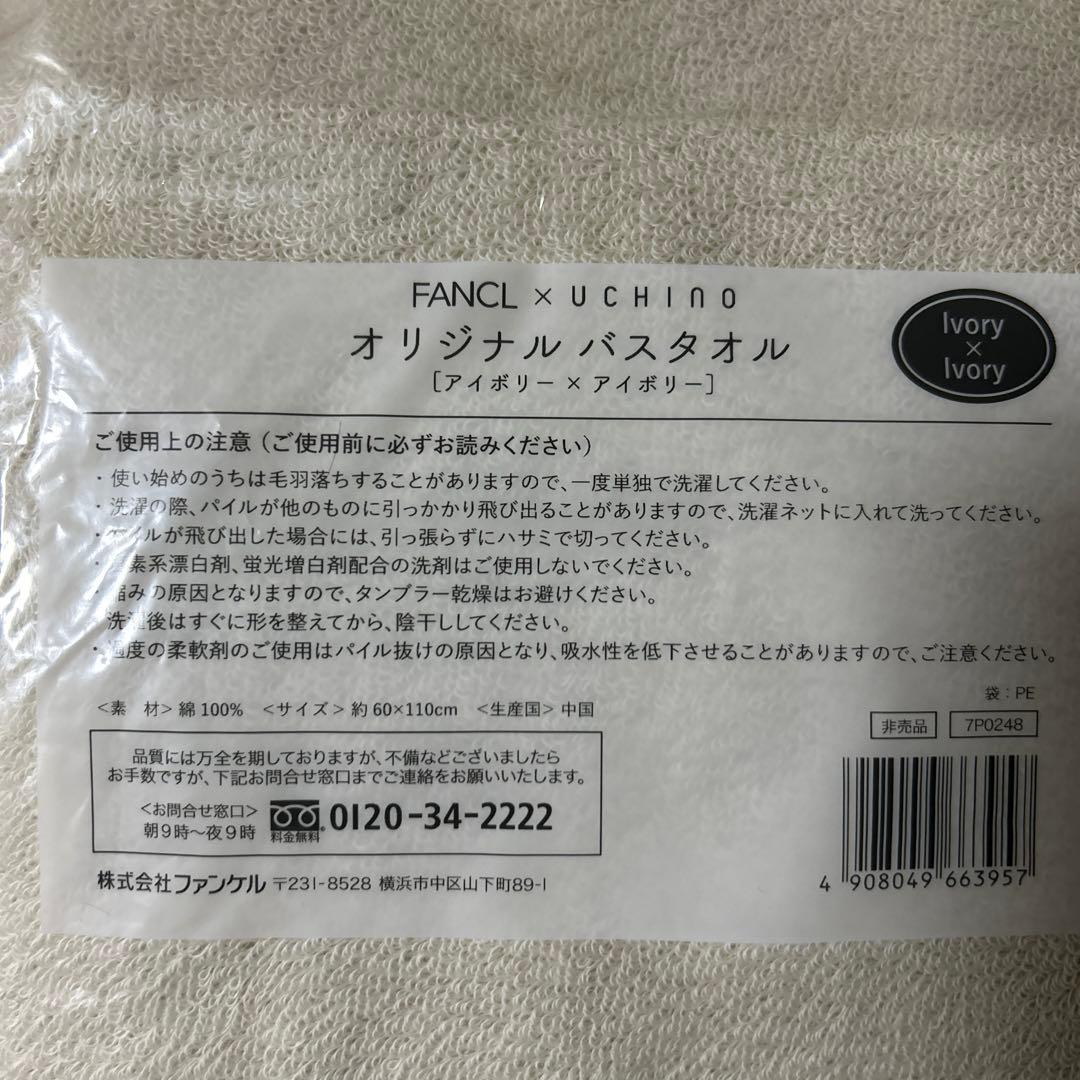 FANCL × UCHINO
オリジナル バスタオル
[アイボリー × アイボリー]
Ivory
×
Ivory
ご使用上の注意（ご使用前に必ずお読みください）
・使い始めのうちは毛羽落ちすることがありますので、一度単独で洗濯してください。
・洗濯の際、パイルが他のものに引っかかり飛び出ることがありますので、洗濯ネットに入れて洗ってください。
・パイルが飛び出した場合には、引っ張らずにハサミで切ってください。
・塩素系漂白剤、蛍光増白剤配合の洗剤はご使用しないでください。
・縮みの原因となりますので、タンブラー乾燥はお避けください。
・洗濯後はすぐに形を整えてから、陰干ししてください。
・過度の柔軟剤のご使用はパイル抜けの原因となり、吸水性を低下させることがありますので、ご注意ください。
袋：PE
<素　材> 綿 100%　<サイズ> 約 60×110cm　<生産国> 中国
非売品　7P0248
品質には万全を期しておりますが、不備などございましたら
お手数ですが、下記お問合せ窓口までご連絡をお願いいたします。
<お問合せ窓口>
朝9時〜夜9時
料金無料
0120-34-2222
株式会社ファンケル 〒231-8528 横浜市中区山下町89-1
4 908049 663957